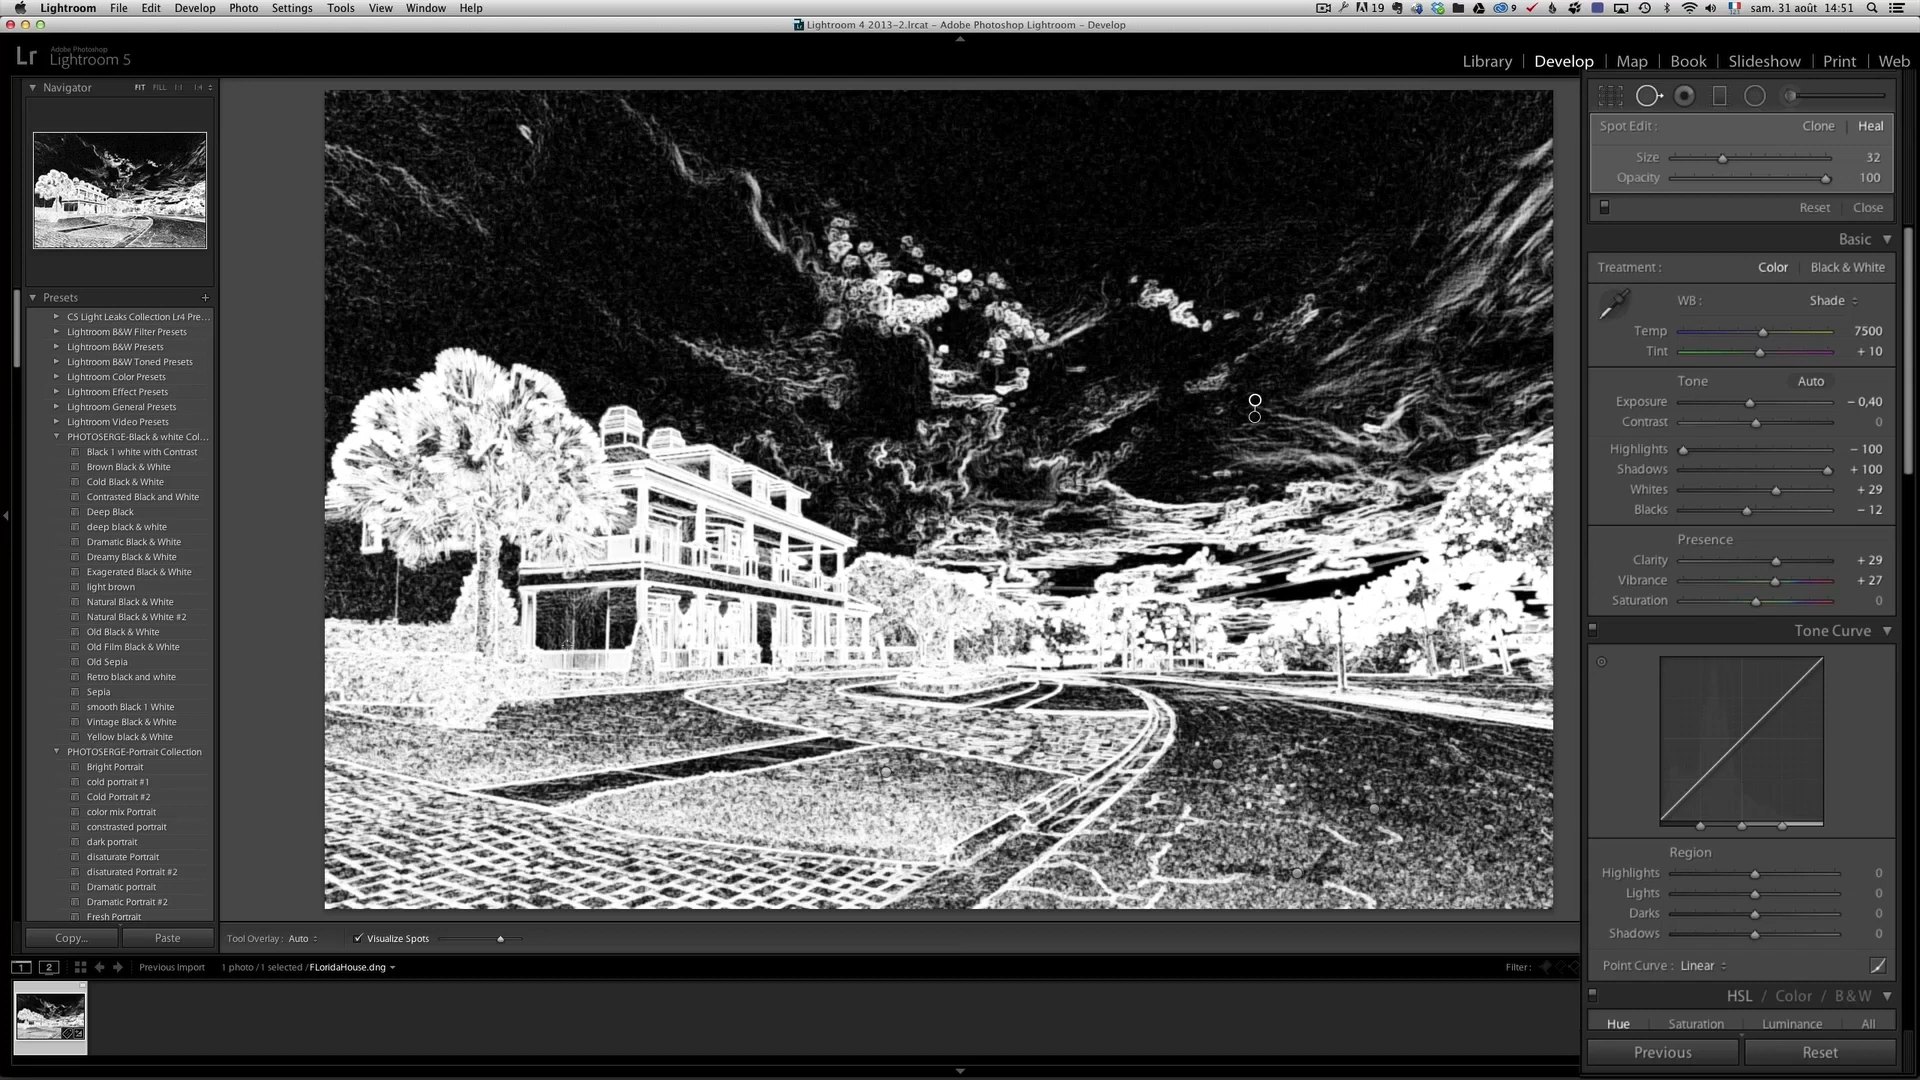 Lightroom File Edit Develop Photo Settings Tools View Window Help
19 9 sam. 31 août 14:51
Lightroom 4 2013-2.lrcat – Adobe Photoshop Lightroom – Develop
Lr Adobe Photoshop
Lightroom 5
Library | Develop | Map | Book | Slideshow | Print | Web
Navigator FIT FILL 1:1
Presets +
CS Light Leaks Collection Lr4 Pre...
Lightroom B&W Filter Presets
Lightroom B&W Presets
Lightroom B&W Toned Presets
Lightroom Color Presets
Lightroom Effect Presets
Lightroom General Presets
Lightroom Video Presets
PHOTOSERGE-Black & white Col...
Black 1 white with Contrast
Brown Black & White
Cold Black & White
Contrasted Black and White
Deep Black
deep black & white
Dramatic Black & White
Dreamy Black & White
Exagerated Black & White
light brown
Natural Black & White
Natural Black & White #2
Old Black & White
Old Film Black & White
Old Sepia
Retro black and white
Sepia
smooth Black 1 White
Vintage Black & White
Yellow black & White
PHOTOSERGE-Portrait Collection
Bright Portrait
cold portrait #1
Cold Portrait #2
color mix Portrait
constrasted portrait
dark portrait
disaturate Portrait
disaturated Portrait #2
Dramatic portrait
Dramatic Portrait #2
Fresh Portrait
Copy... Paste
Tool Overlay : Auto Visualize Spots
1 2 Previous Import 1 photo / 1 selected / FLoridaHouse.dng Filter :
Spot Edit : Clone | Heal
Size 32
Opacity 100
Reset Close
Basic
Treatment : Color | Black & White
WB : Shade
Temp 7500
Tint + 10
Tone Auto
Exposure – 0,40
Contrast 0
Highlights – 100
Shadows + 100
Whites + 29
Blacks – 12
Presence
Clarity + 29
Vibrance + 27
Saturation 0
Tone Curve
Region
Highlights 0
Lights 0
Darks 0
Shadows 0
Point Curve : Linear
HSL / Color / B & W
Hue Saturation Luminance All
Previous Reset